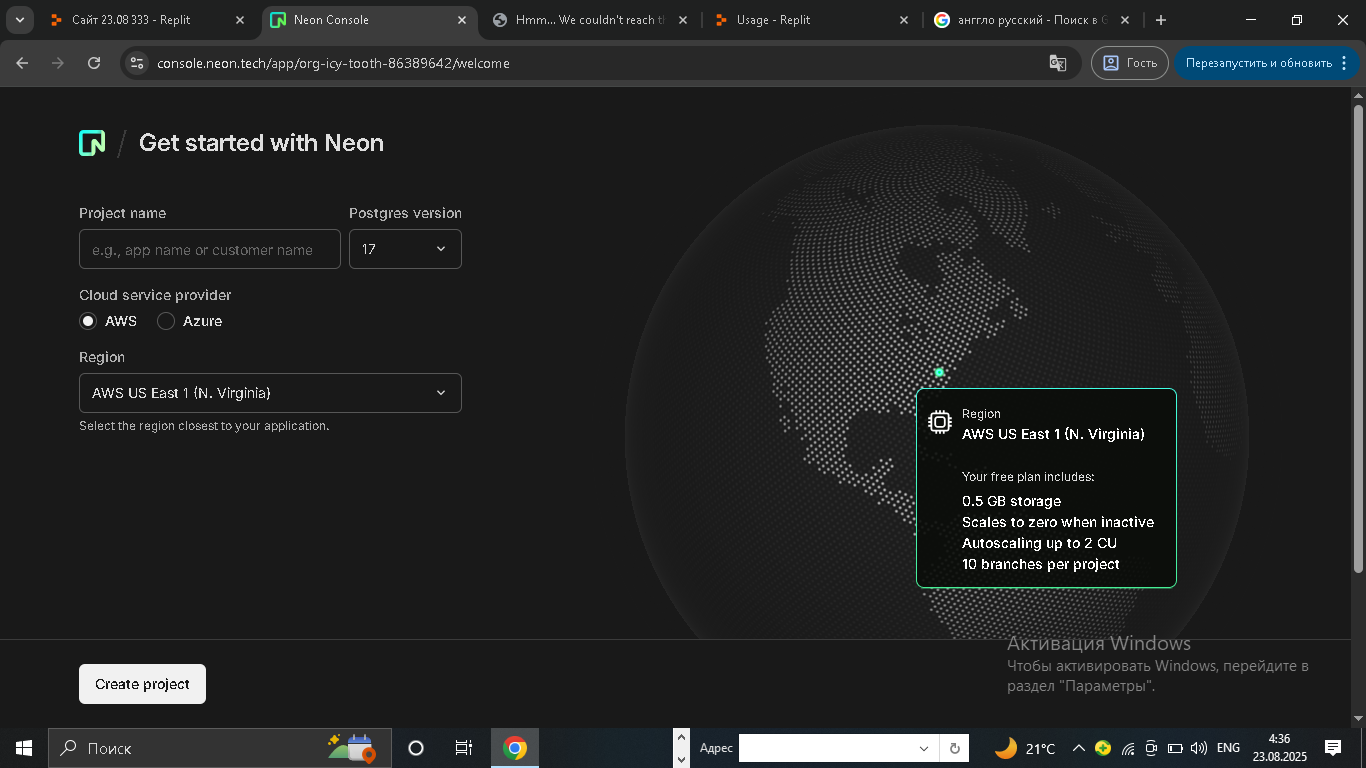 Сайт 23.08 333 - Replit
Neon Console
Hmm... We couldn't reach th
Usage - Replit
англло русский - Поиск в G
console.neon.tech/app/org-icy-tooth-86389642/welcome
Гость
Перезапустить и обновить
Get started with Neon
Project name
Postgres version
e.g., app name or customer name
17
Cloud service provider
AWS
Azure
Region
AWS US East 1 (N. Virginia)
Select the region closest to your application.
Region
AWS US East 1 (N. Virginia)
Your free plan includes:
0.5 GB storage
Scales to zero when inactive
Autoscaling up to 2 CU
10 branches per project
Активация Windows
Чтобы активировать Windows, перейдите в
раздел "Параметры".
Create project
Поиск
Адрес
21°C
ENG
4:36
23.08.2025